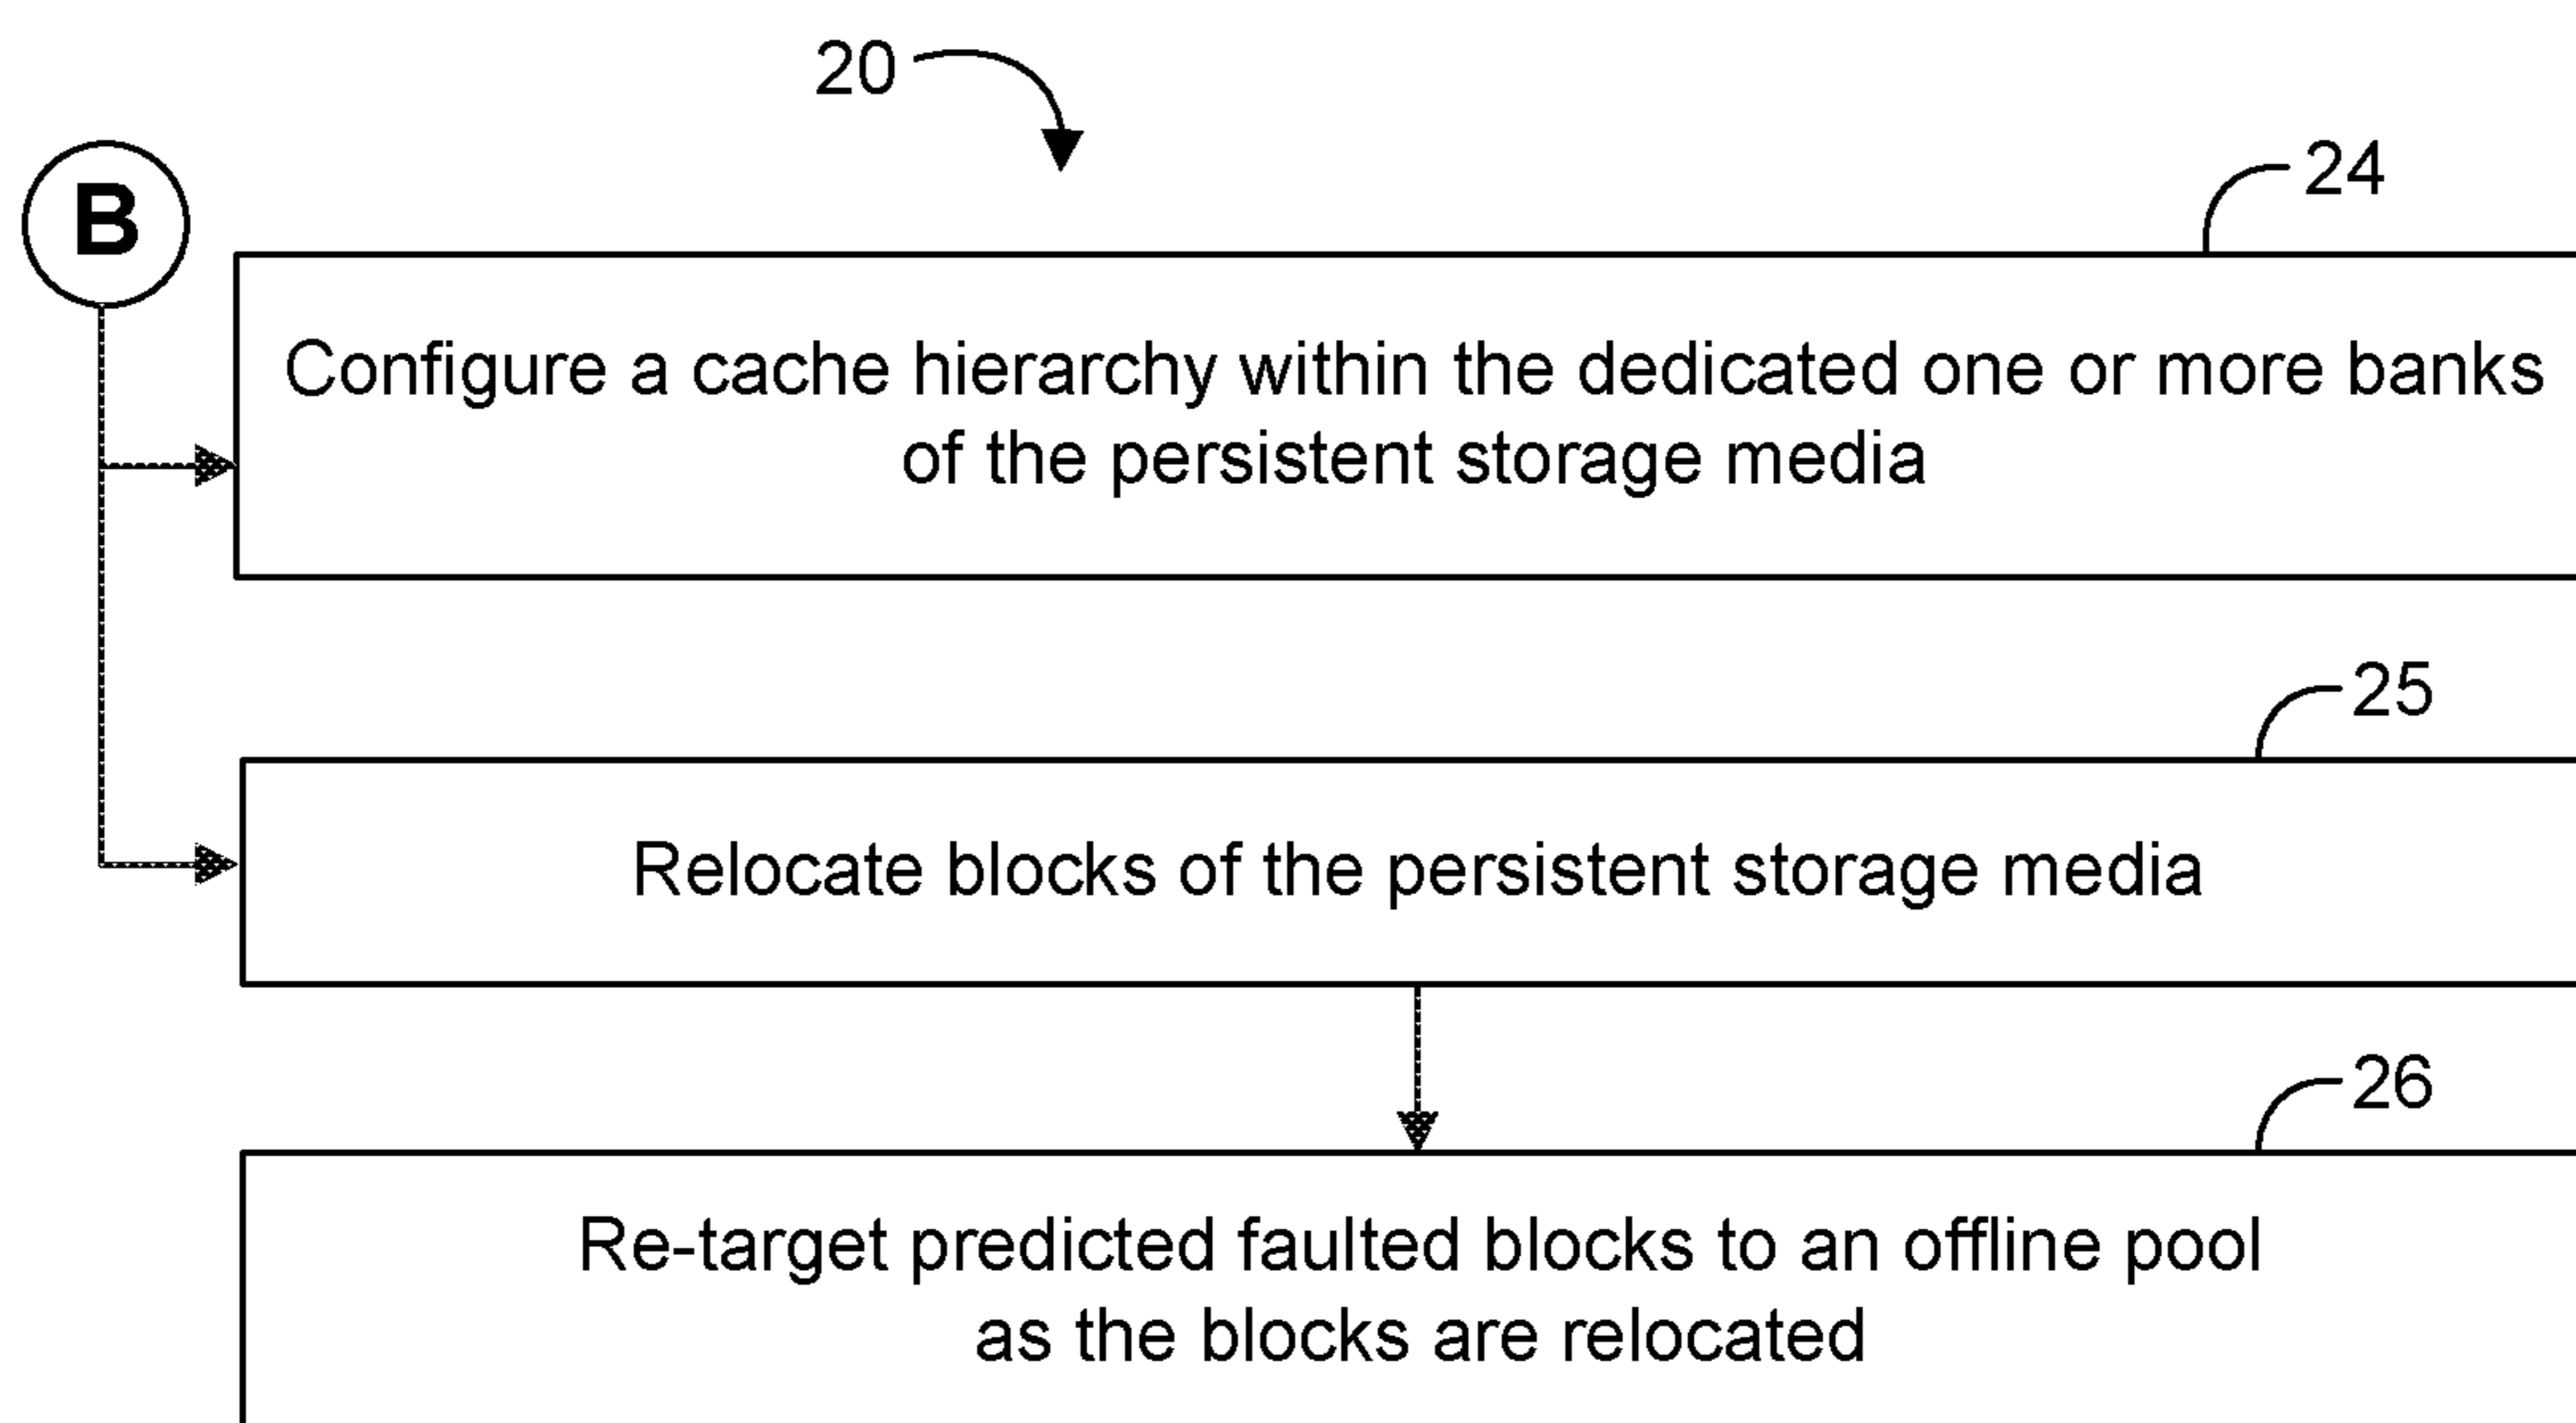 20
B
24
Configure a cache hierarchy within the dedicated one or more banks
of the persistent storage media
25
Relocate blocks of the persistent storage media
26
Re-target predicted faulted blocks to an offline pool
as the blocks are relocated